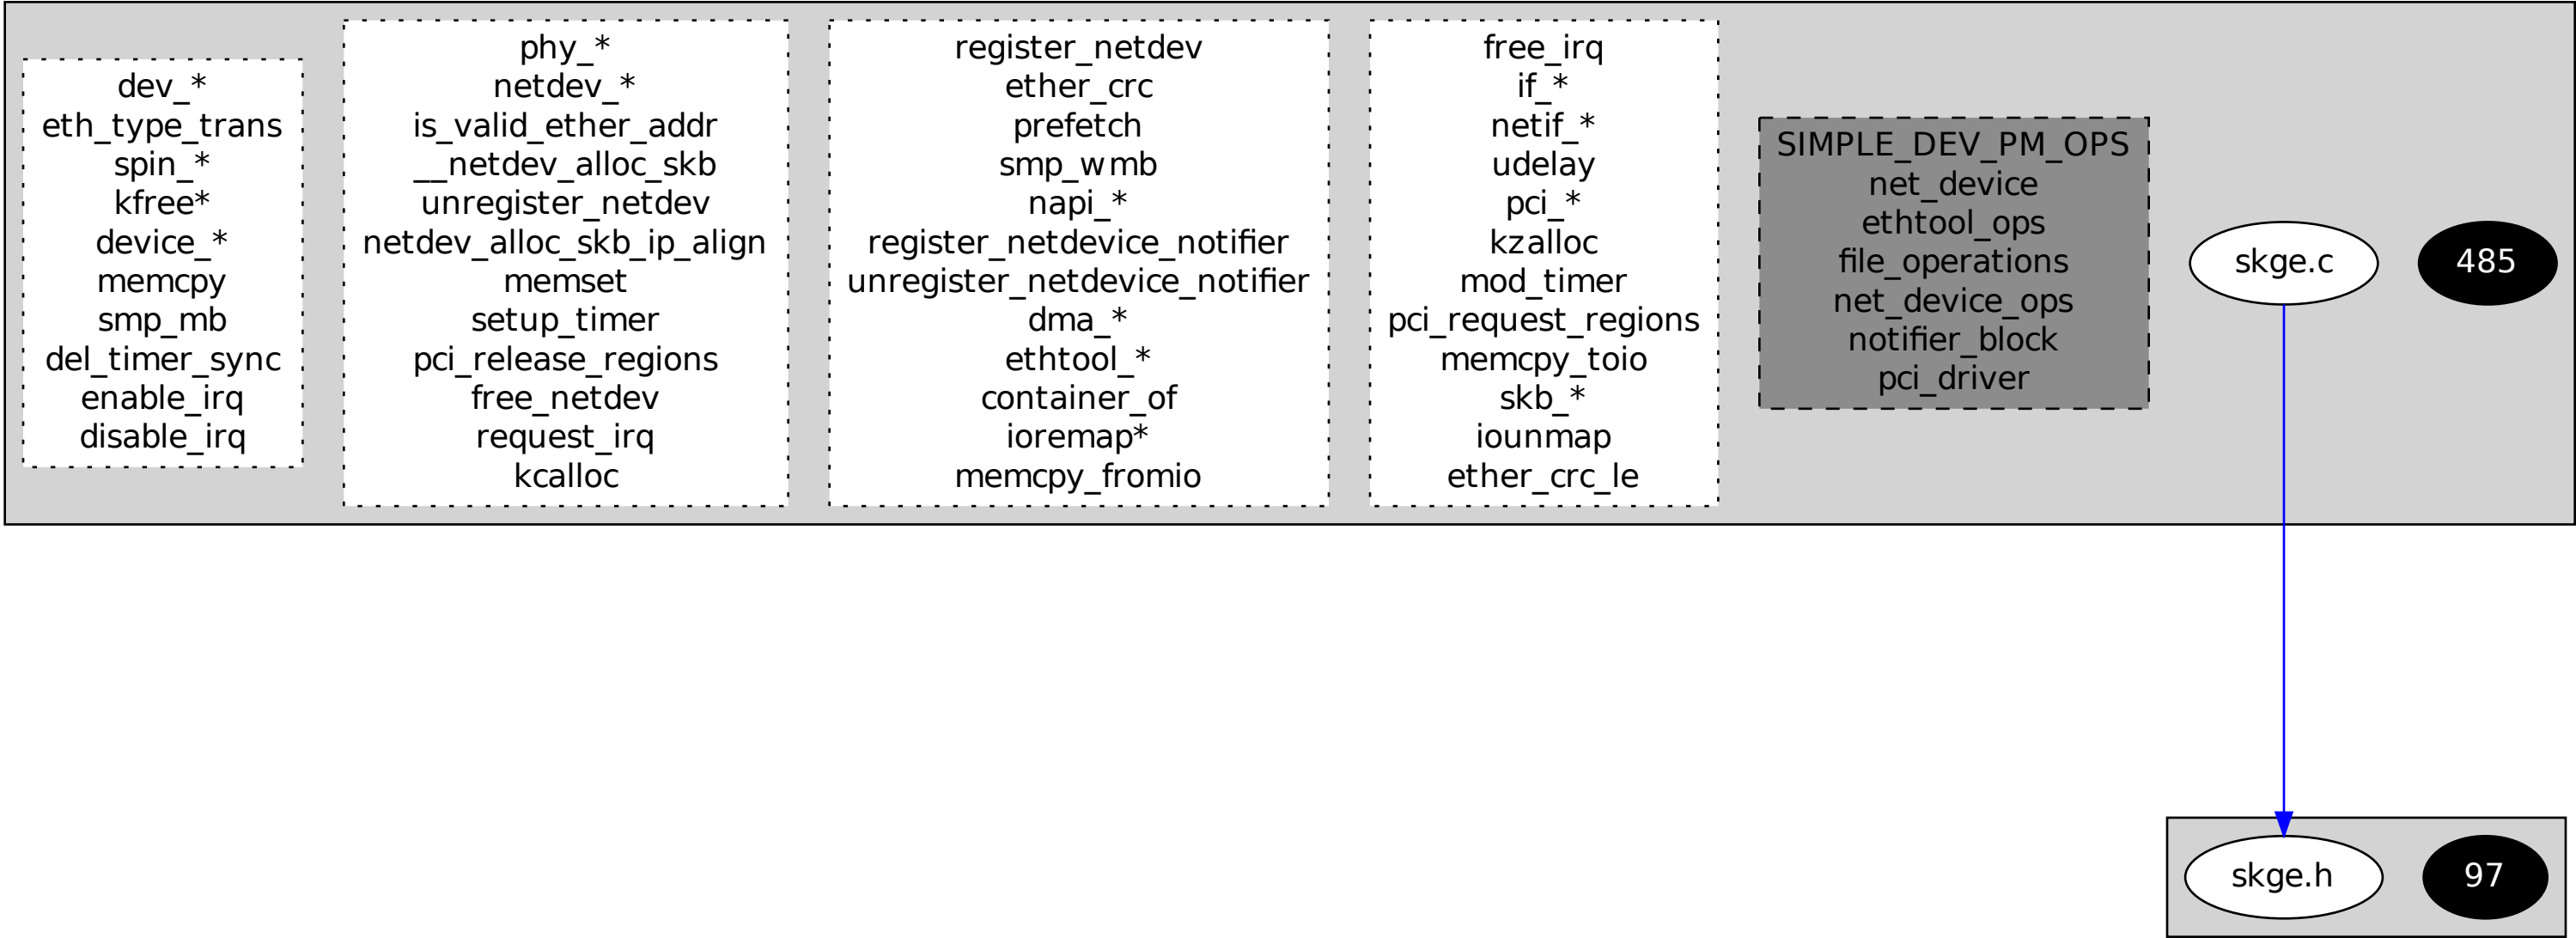 dev_*
eth_type_trans
spin_*
kfree*
device_*
memcpy
smp_mb
del_timer_sync
enable_irq
disable_irq
phy_*
netdev_*
is_valid_ether_addr
__netdev_alloc_skb
unregister_netdev
netdev_alloc_skb_ip_align
memset
setup_timer
pci_release_regions
free_netdev
request_irq
kcalloc
register_netdev
ether_crc
prefetch
smp_wmb
napi_*
register_netdevice_notifier
unregister_netdevice_notifier
dma_*
ethtool_*
container_of
ioremap*
memcpy_fromio
free_irq
if_*
netif_*
udelay
pci_*
kzalloc
mod_timer
pci_request_regions
memcpy_toio
skb_*
iounmap
ether_crc_le
SIMPLE_DEV_PM_OPS
net_device
ethtool_ops
file_operations
net_device_ops
notifier_block
pci_driver
skge.c
485
skge.h
97